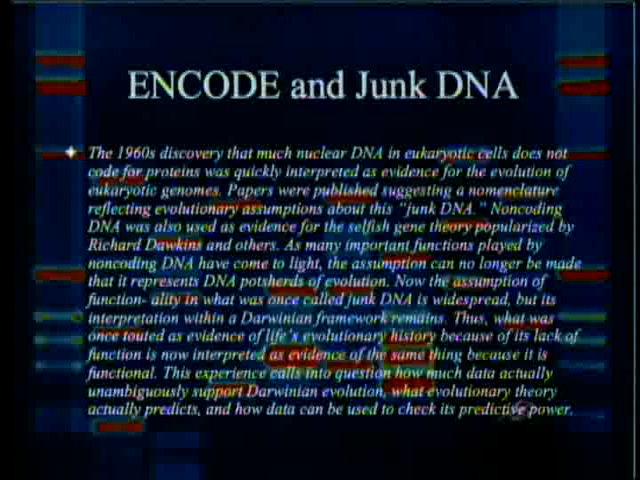 ENCODE and Junk DNA
The 1960s discovery that much nuclear DNA in eukaryotic cells does not
code for proteins was quickly interpreted as evidence for the evolution of
eukaryotic genomes. Papers were published suggesting a nomenclature
reflecting evolutionary assumptions about this "junk DNA." Noncoding
DNA was also used as evidence for the selfish gene theory popularized by
Richard Dawkins and others. As many important functions played by
noncoding DNA have come to light, the assumption can no longer be made
that it represents DNA potsherds of evolution. Now the assumption of
function- ality in what was once called junk DNA is widespread, but its
interpretation within a Darwinian framework remains. Thus, what was
once touted as evidence of life's evolutionary history because of its lack of
function is now interpreted as evidence of the same thing because it is
functional. This experience calls into question how much data actually
unambiguously support Darwinian evolution, what evolutionary theory
actually predicts, and how data can be used to check its predictive power.